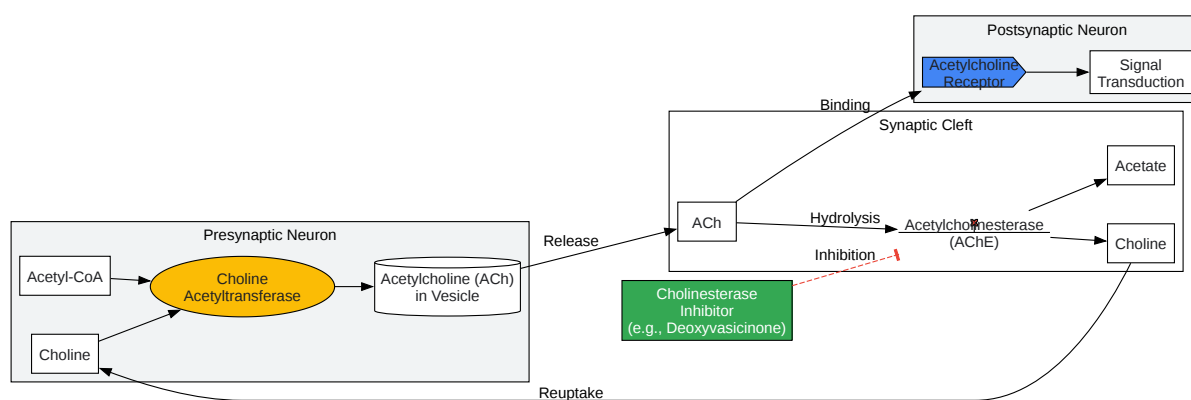 Postsynaptic Neuron
Acetylcholine
Receptor
Signal
Transduction
Binding
Synaptic Cleft
Acetate
ACh
Hydrolysis
Acetylcholinesterase
(AChE)
Choline
Inhibition
Cholinesterase
Inhibitor
(e.g., Deoxyvasicinone)
Presynaptic Neuron
Release
Acetyl-CoA
Choline
Acetyltransferase
Acetylcholine (ACh)
in Vesicle
Choline
Reuptake